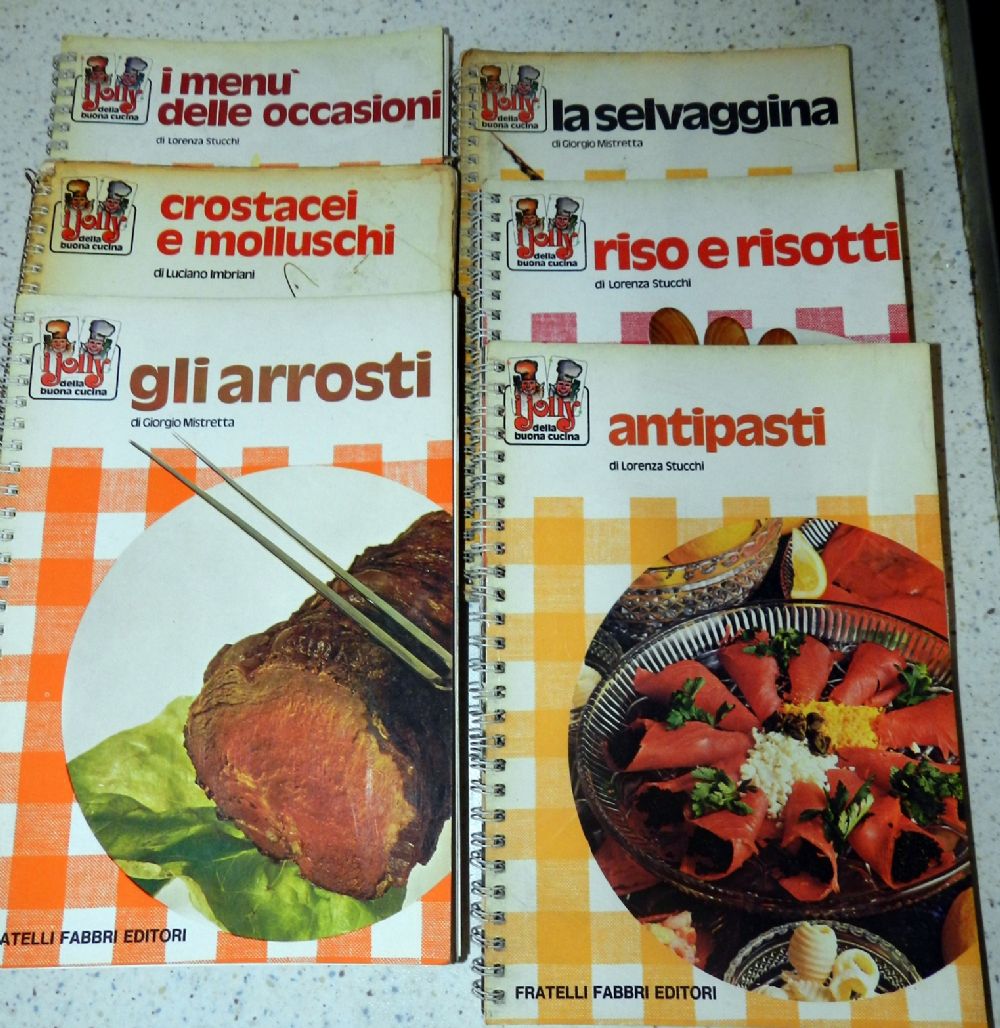 i Jolly
della
buona cucina
i menu`
delle occasioni
di Lorenza Stucchi
i Jolly
della
buona cucina
la selvaggina
di Giorgio Mistretta
i Jolly
della
buona cucina
crostacei
e molluschi
di Luciano Imbriani
i Jolly
della
buona cucina
riso e risotti
di Lorenza Stucchi
i Jolly
della
buona cucina
gli arrosti
di Giorgio Mistretta
ATELLI FABBRI EDITORI
i Jolly
della
buona cucina
antipasti
di Lorenza Stucchi
FRATELLI FABBRI EDITORI